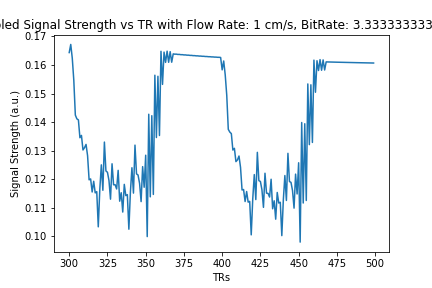 pled Signal Strength vs TR with Flow Rate: 1 cm/s, BitRate: 3.333333333
0.17
0.16
0.15
0.14
0.13
0.12
0.11
0.10
Signal Strength (a.u.)
300 325 350 375 400 425 450 475 500
TRs